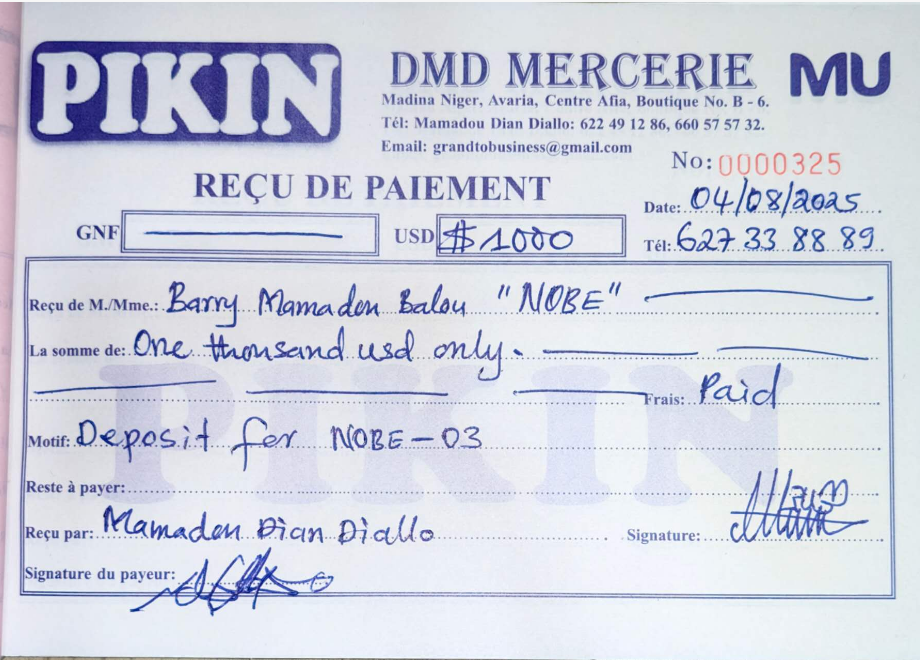 PIKIN
DMD MERCERIE
MU
Madina Niger, Avaria, Centre Afia, Boutique No. B - 6.
Tél: Mamadou Dian Diallo: 622 49 12 86, 660 57 57 32.
Email: grandtobusiness@gmail.com
No: 0000325
REÇU DE PAIEMENT
Date: 04/08/2025
GNF
USD $1000
Tél: 627 33 88 89
Reçu de M./Mme.: Barry Mamadou Balou "NOBE"
La somme de: One thousand usd only.
Frais: Paid
PIKIN
Motif: Deposit for NOBE-03
Reste à payer:
Reçu par: Mamadou Dian Diallo
Signature:
Signature du payeur: